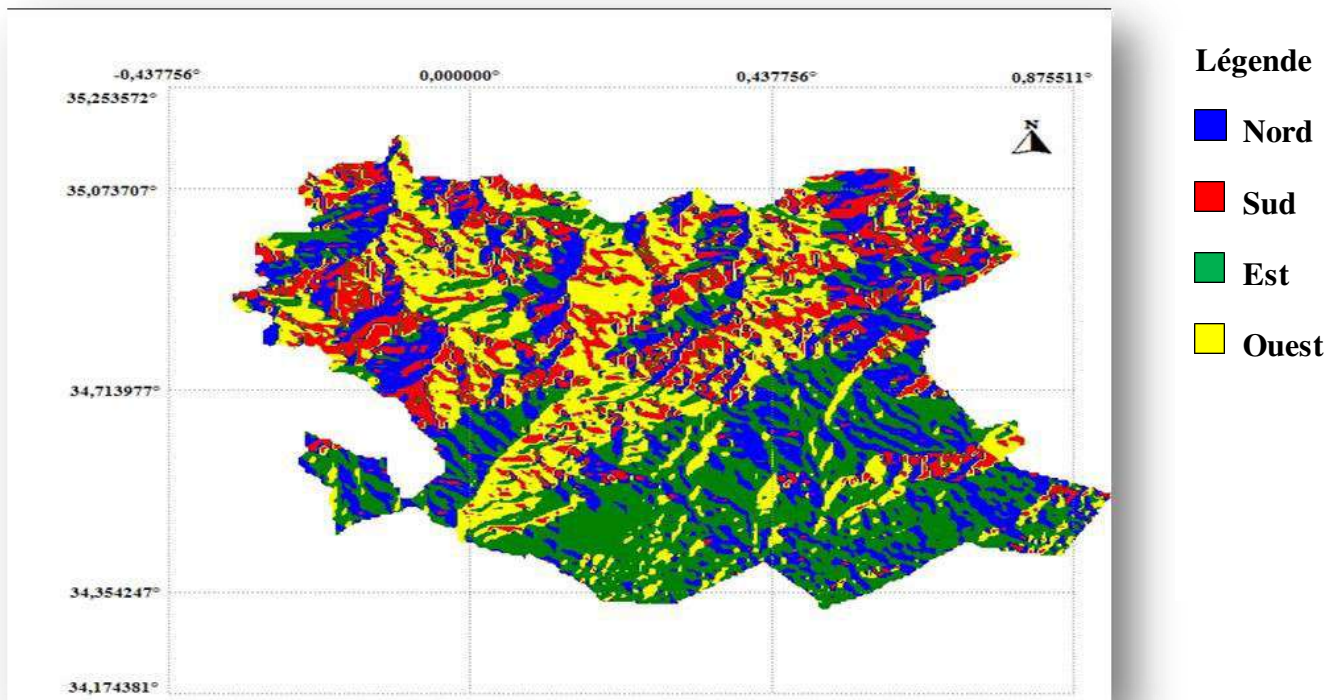 -0,437756° 0,000000° 0,437756° 0,875511°
35,253572°
N
35,073707°
34,713977°
34,354247°
34,174381°
Légende
Nord
Sud
Est
Ouest